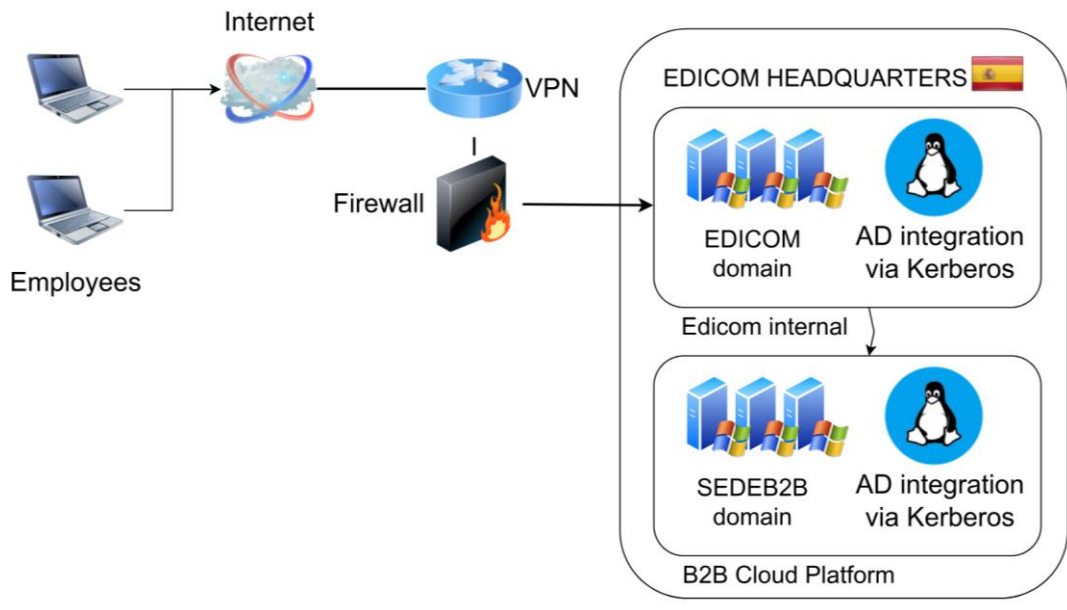 Internet
VPN
Firewall
Employees
EDICOM HEADQUARTERS
EDICOM
domain
AD integration
via Kerberos
Edicom internal
SEDEB2B
domain
AD integration
via Kerberos
B2B Cloud Platform